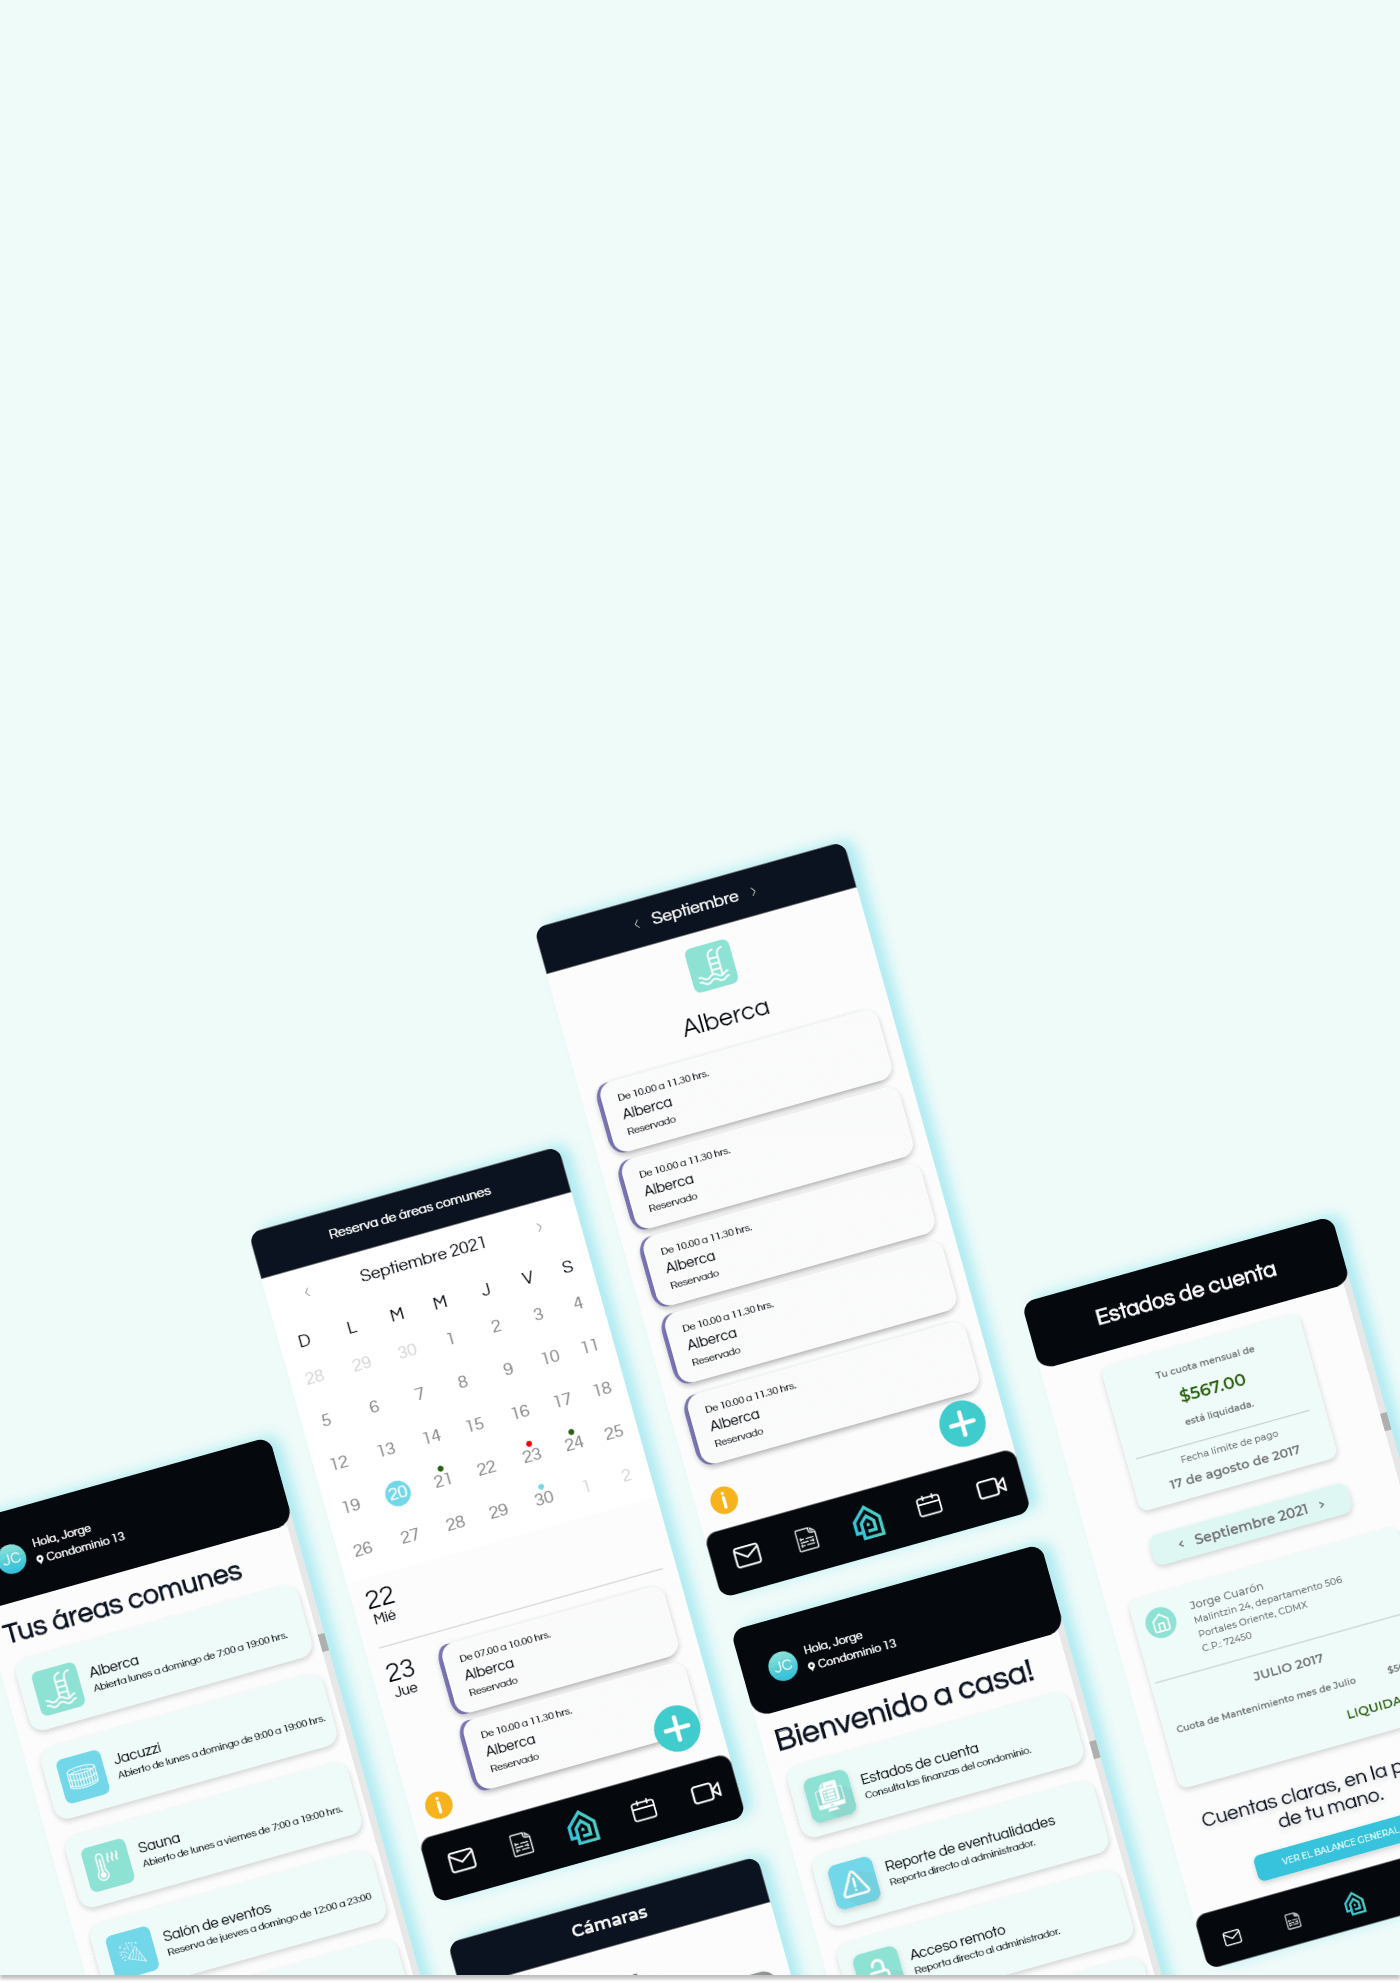 Hola, Jorge
JC
Condominio 13
Tus áreas comunes
Alberca
Abierta lunes a domingo de 7:00 a 19:00 hrs.
Jacuzzi
Abierto de lunes a domingo de 9:00 a 19:00 hrs.
Sauna
Abierto de lunes a viernes de 7:00 a 19:00 hrs.
Salón de eventos
Reserva de jueves a domingo de 12:00 a 23:00
Reserva de áreas comunes
< Septiembre 2021 >
D L M M J V S
28 29 30 1 2 3 4
5 6 7 8 9 10 11
12 13 14 15 16 17 18
19 20 21 22 23 24 25
26 27 28 29 30 1 2
22
Mié
23
Jue
De 07.00 a 10.00 hrs.
Alberca
Reservado
De 10.00 a 11.30 hrs.
Alberca
Reservado
i
Cámaras
< Septiembre >
Alberca
De 10.00 a 11.30 hrs.
Alberca
Reservado
De 10.00 a 11.30 hrs.
Alberca
Reservado
De 10.00 a 11.30 hrs.
Alberca
Reservado
De 10.00 a 11.30 hrs.
Alberca
Reservado
De 10.00 a 11.30 hrs.
Alberca
Reservado
i
Hola, Jorge
JC
Condominio 13
Bienvenido a casa!
Estados de cuenta
Consulta las finanzas del condominio.
Reporte de eventualidades
Reporta directo al administrador.
Acceso remoto
Reporta directo al administrador.
Estados de cuenta
Tu cuota mensual de
$567.00
está liquidada.
Fecha límite de pago
17 de agosto de 2017
< Septiembre 2021 >
Jorge Cuarón
Malintzin 24, departamento 506
Portales Oriente, CDMX
C.P.: 72450
JULIO 2017
Cuota de Mantenimiento mes de Julio
LIQUIDA
Cuentas claras, en la p
de tu mano.
VER EL BALANCE GENERAL